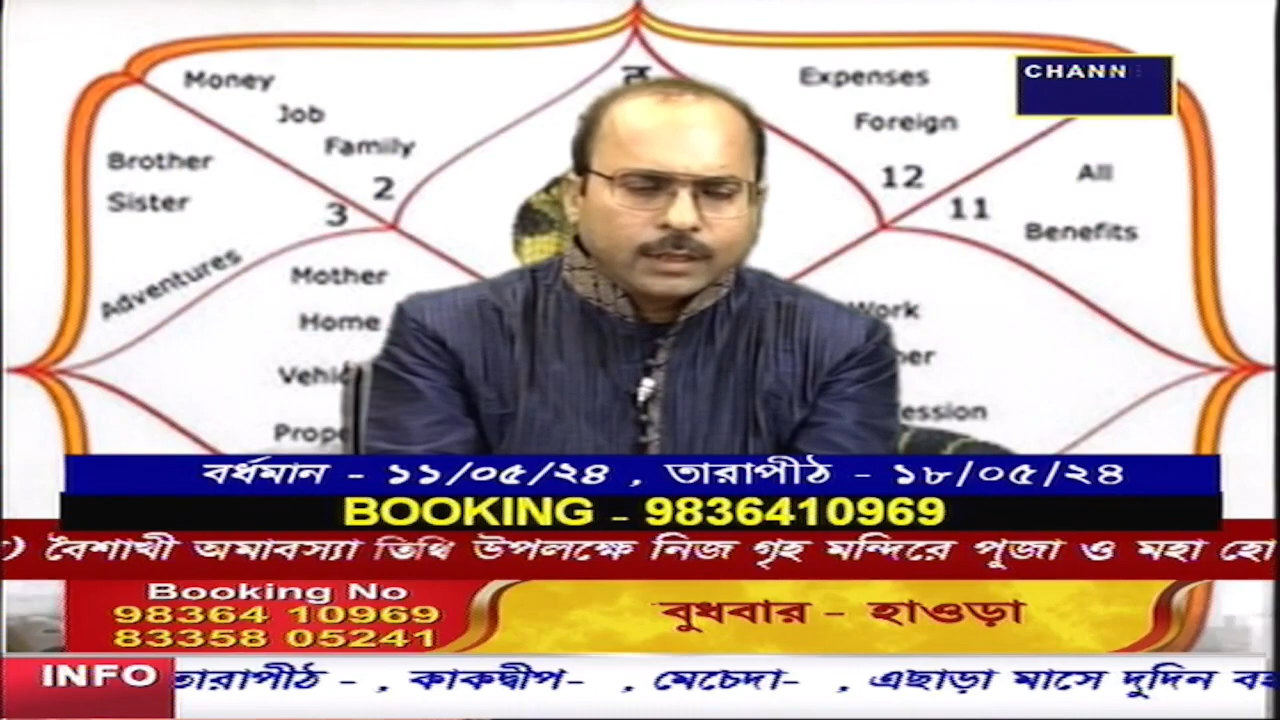 Money
Job
Family
Brother
Sister
2
3
Adventures
Mother
Home
Expenses
CHANN
Foreign
12
11
All
Benefits
Work
বর্ধমান - ১১/০৫/২৪ , তারাপীঠ - ১৮/০৫/২৪
BOOKING - 9836410969
বৈশাখী অমাবস্যা তিথি উপলক্ষে নিজ গৃহ মন্দিরে পূজা ও মহা হো
Booking No
98364 10969
83358 05241
বুধবার - হাওড়া
INFO
তারাপীঠ - , কাকদ্বীপ- , মেচেদা- , এছাড়া মাসে দুদিন